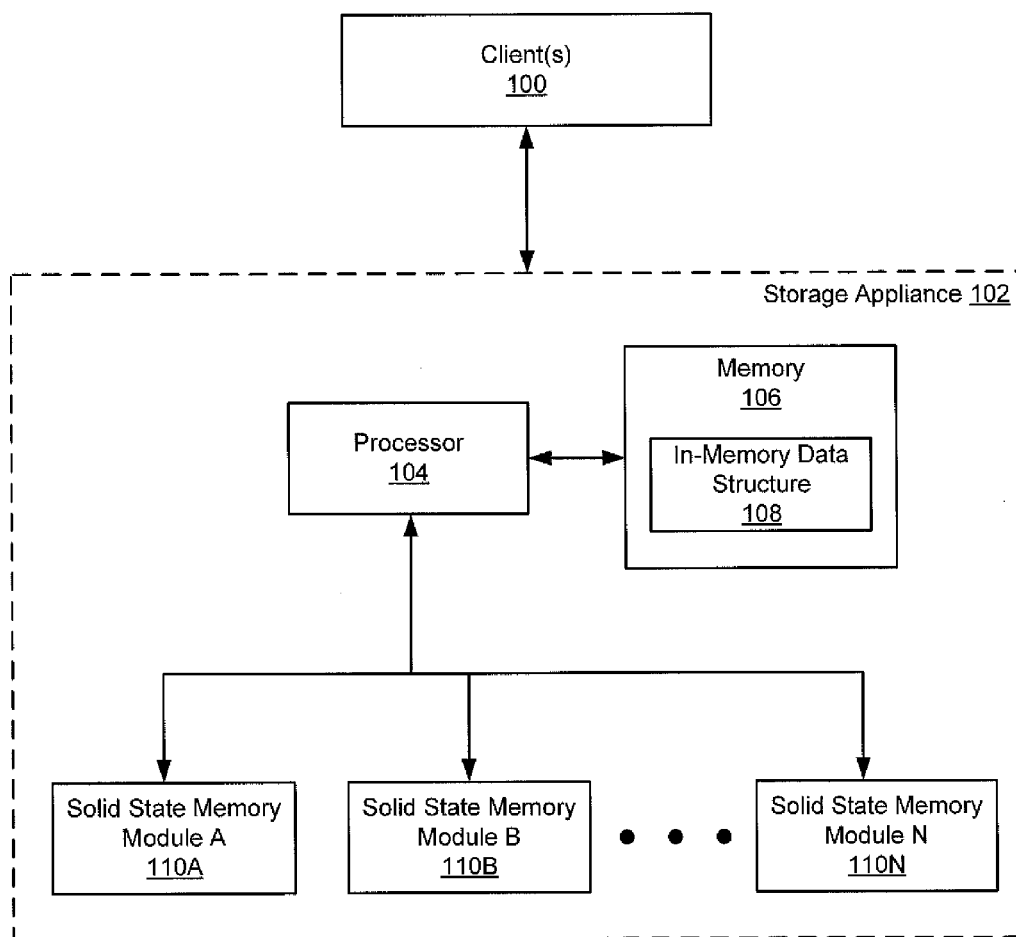 Client(s)
100
Storage Appliance 102
Memory
106
Processor
104
In-Memory Data
Structure
108
Solid State Memory
Module A
110A
Solid State Memory
Module B
110B
Solid State Memory
Module N
110N